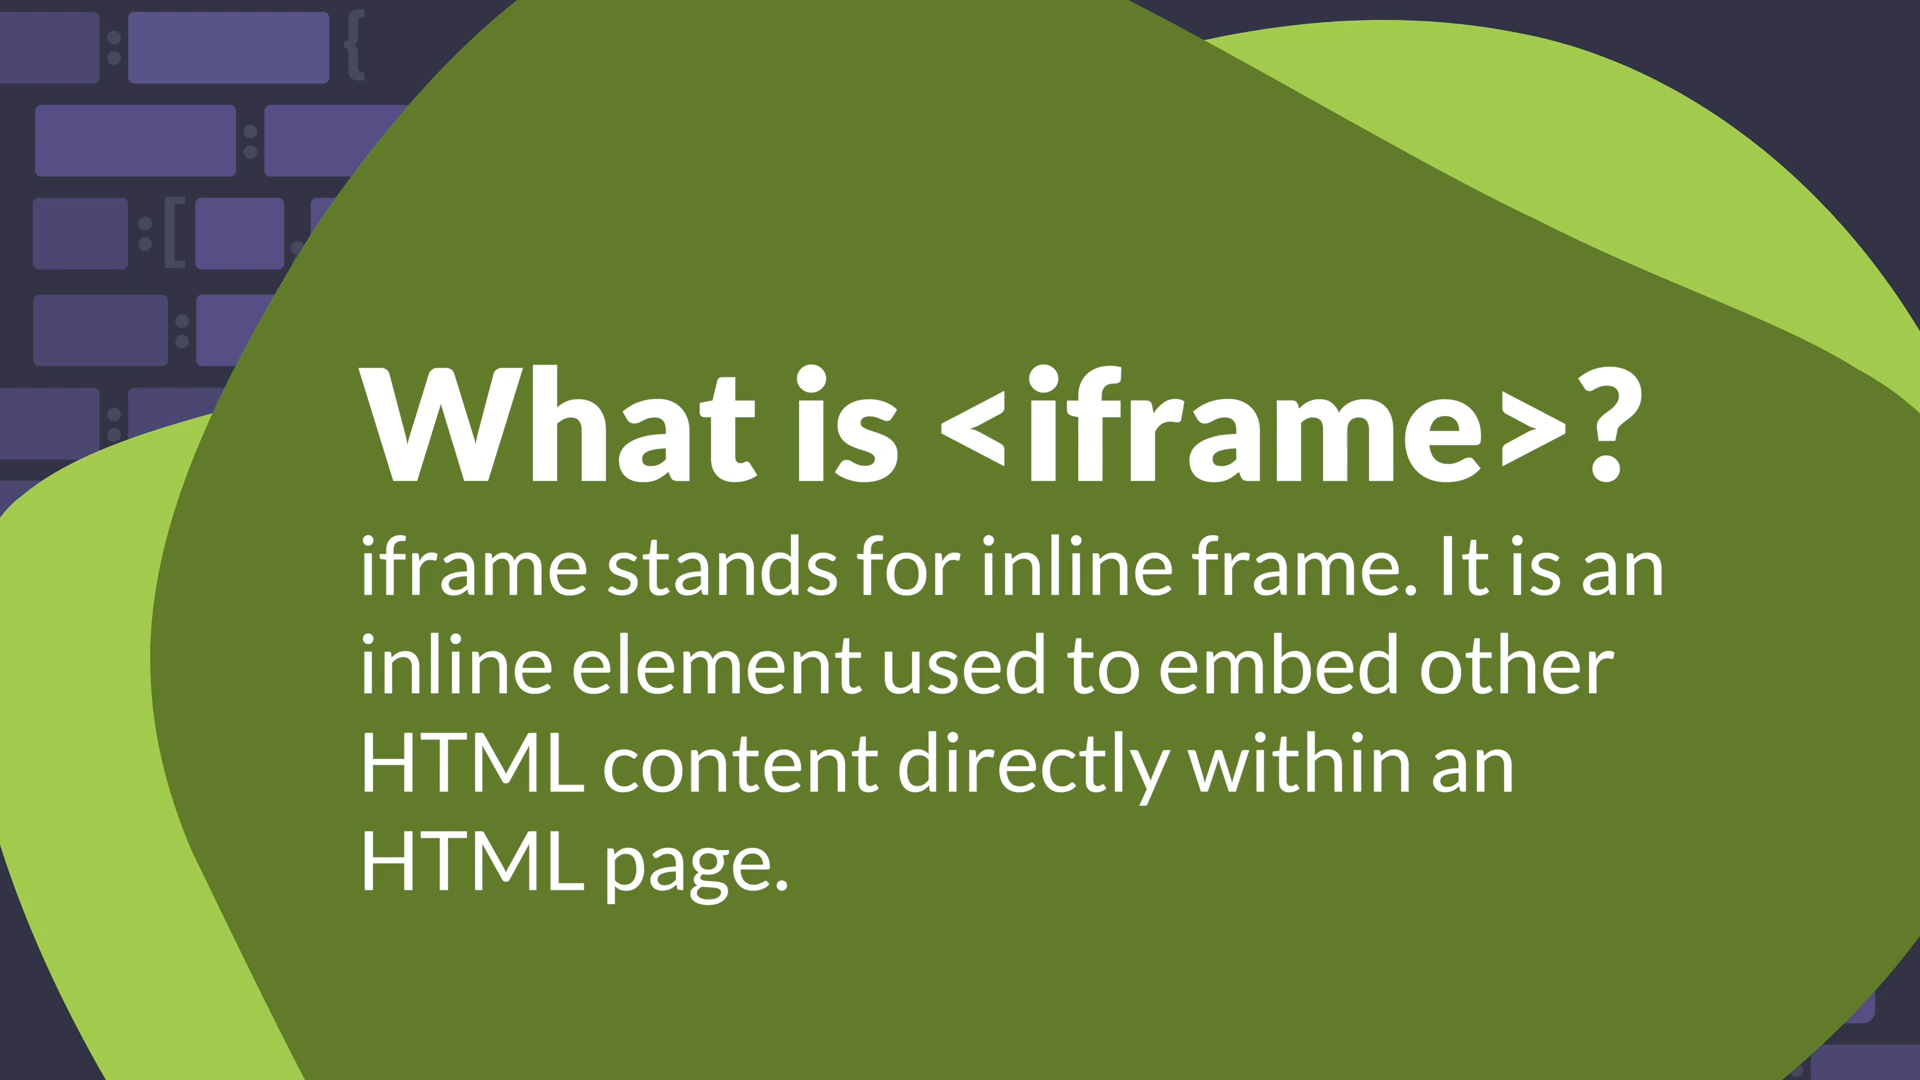 What is <iframe>?
iframe stands for inline frame. It is an
inline element used to embed other
HTML content directly within an
HTML page.